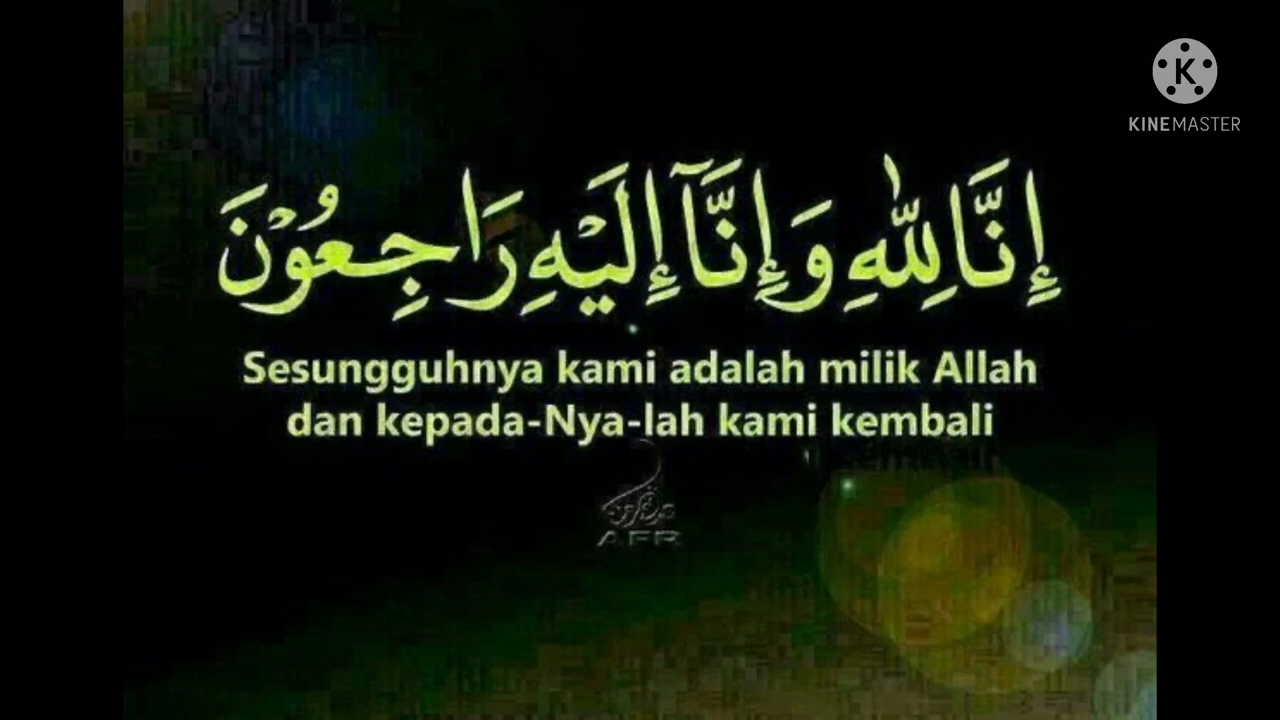 KINEMASTER
إِنَّا لِلّٰهِ وَإِنَّآ إِلَيْهِ رَاجِعُوْنَ
Sesungguhnya kami adalah milik Allah
dan kepada-Nya-lah kami kembali
AFR